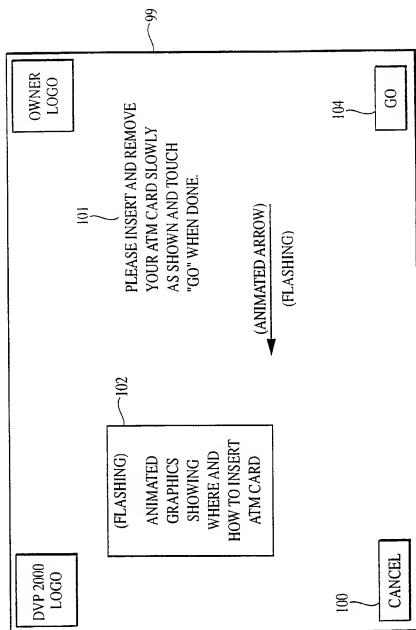 DVP 2000
LOGO
OWNER
LOGO
99
101
PLEASE INSERT AND REMOVE
YOUR ATM CARD SLOWLY
AS SHOWN AND TOUCH
"GO" WHEN DONE.
102
(FLASHING)
ANIMATED
GRAPHICS
SHOWING
WHERE AND
HOW TO INSERT
ATM CARD
(ANIMATED ARROW)
(FLASHING)
100
CANCEL
104
GO